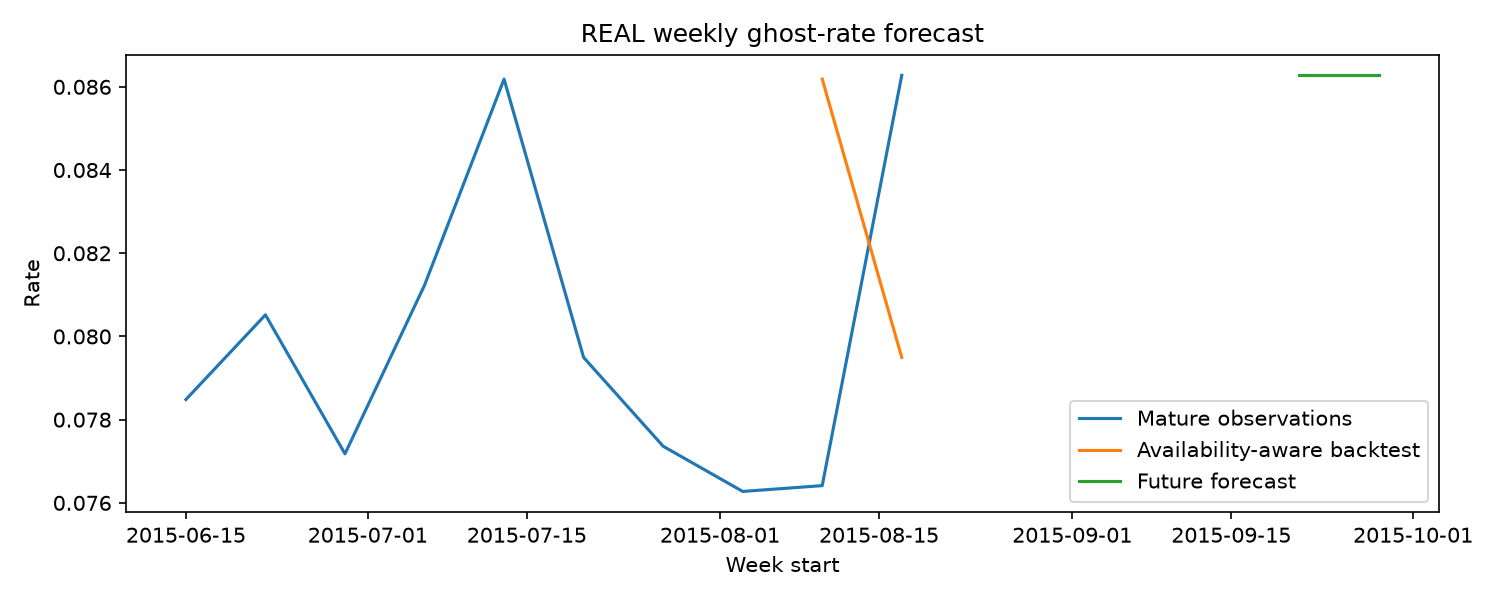 REAL weekly ghost-rate forecast
Rate
0.086
0.084
0.082
0.080
0.078
0.076
Mature observations
Availability-aware backtest
Future forecast
2015-06-15 2015-07-01 2015-07-15 2015-08-01 2015-08-15 2015-09-01 2015-09-15 2015-10-01
Week start